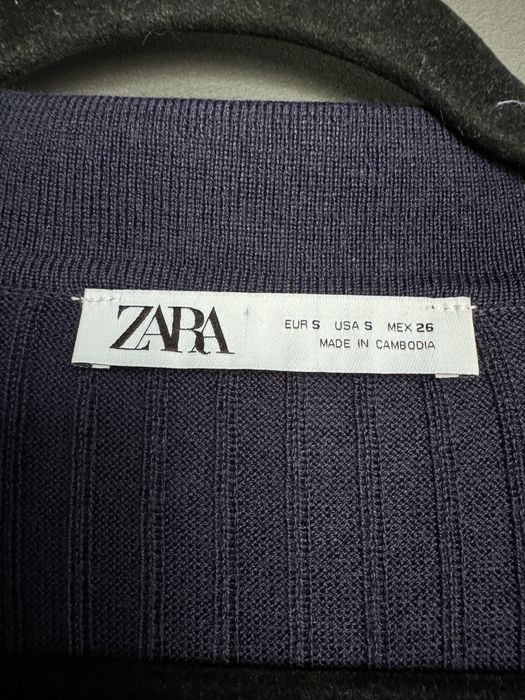 ZARA
EUR S USA S MEX 26
MADE IN CAMBODIA